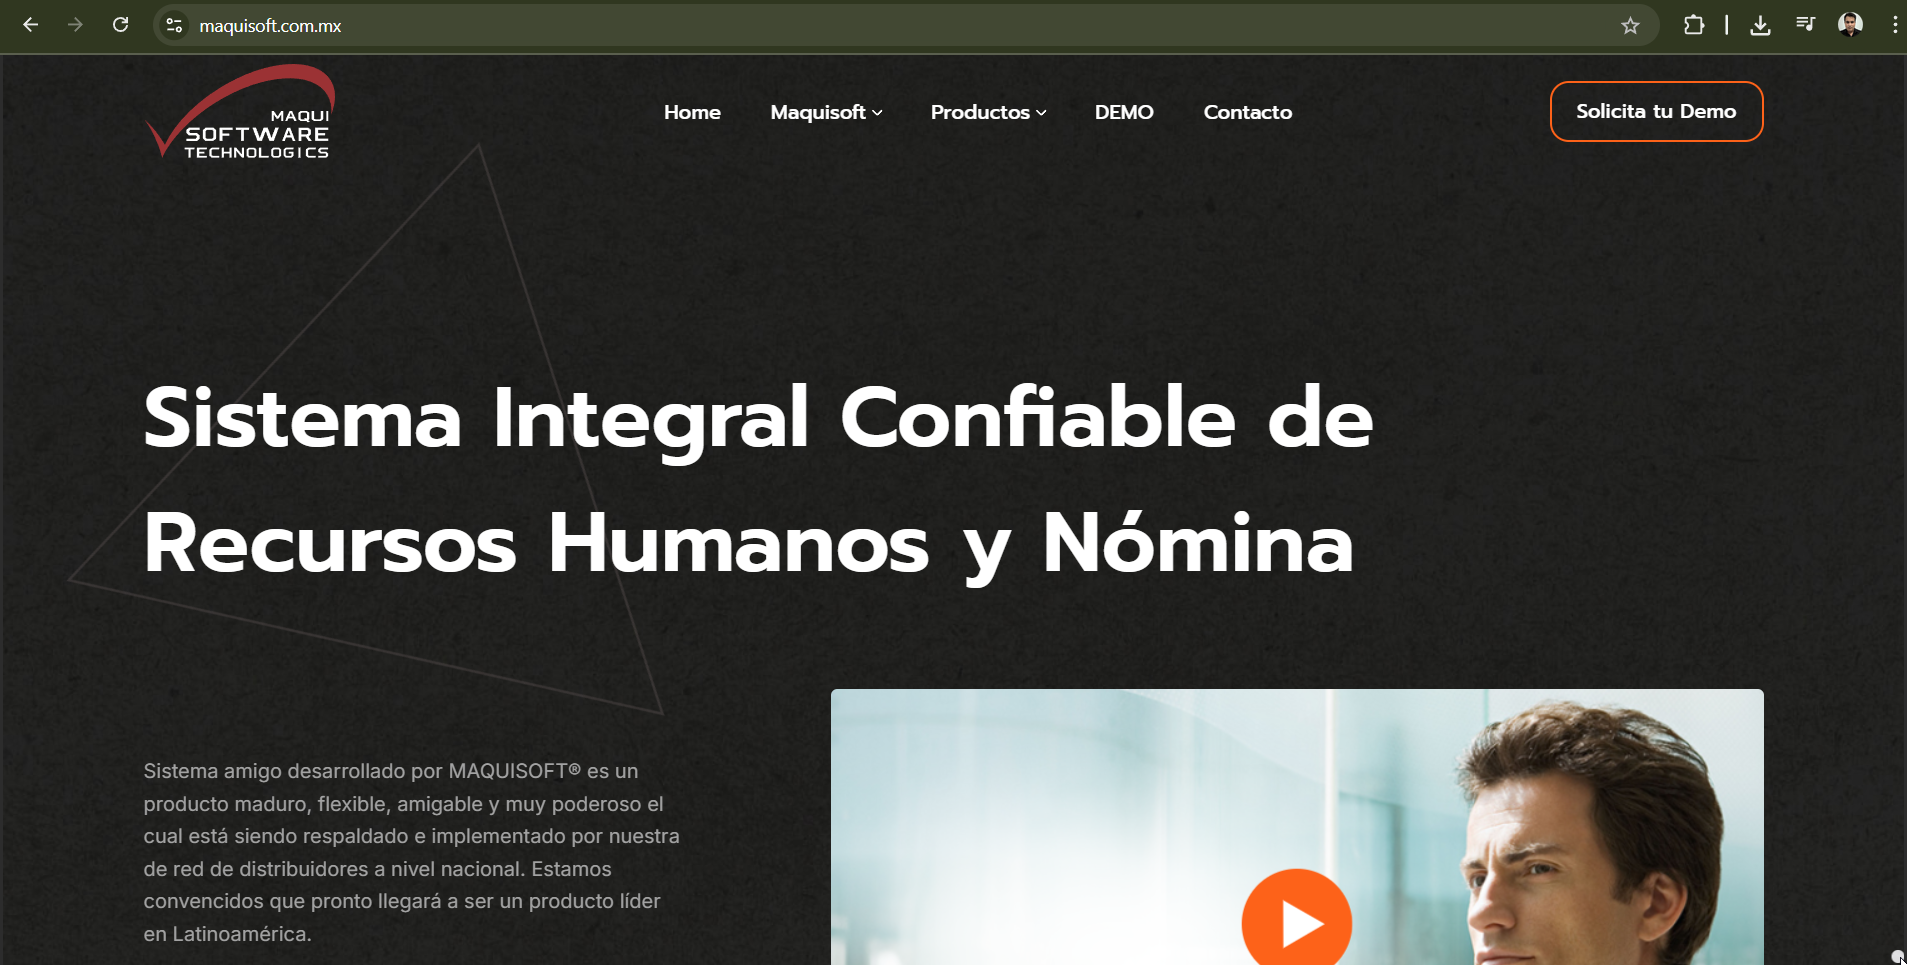 maquisoft.com.mx
MAQUI
SOFTWARE
TECHNOLOGICS
Home
Maquisoft
Productos
DEMO
Contacto
Solicita tu Demo
Sistema Integral Confiable de
Recursos Humanos y Nómina
Sistema amigo desarrollado por MAQUISOFT® es un
producto maduro, flexible, amigable y muy poderoso el
cual está siendo respaldado e implementado por nuestra
de red de distribuidores a nivel nacional. Estamos
convencidos que pronto llegará a ser un producto líder
en Latinoamérica.